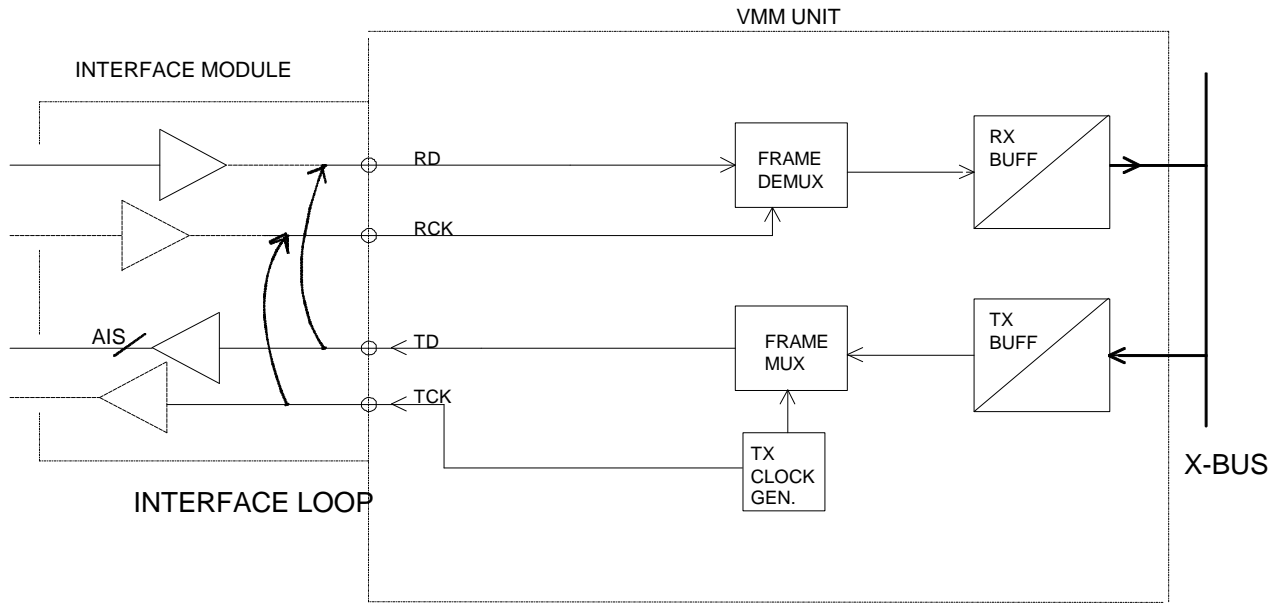 VMM UNIT
INTERFACE MODULE
RD
FRAME
DEMUX
RX
BUFF
RCK
AIS
TD
FRAME
MUX
TX
BUFF
TCK
TX
CLOCK
GEN.
X-BUS
INTERFACE LOOP